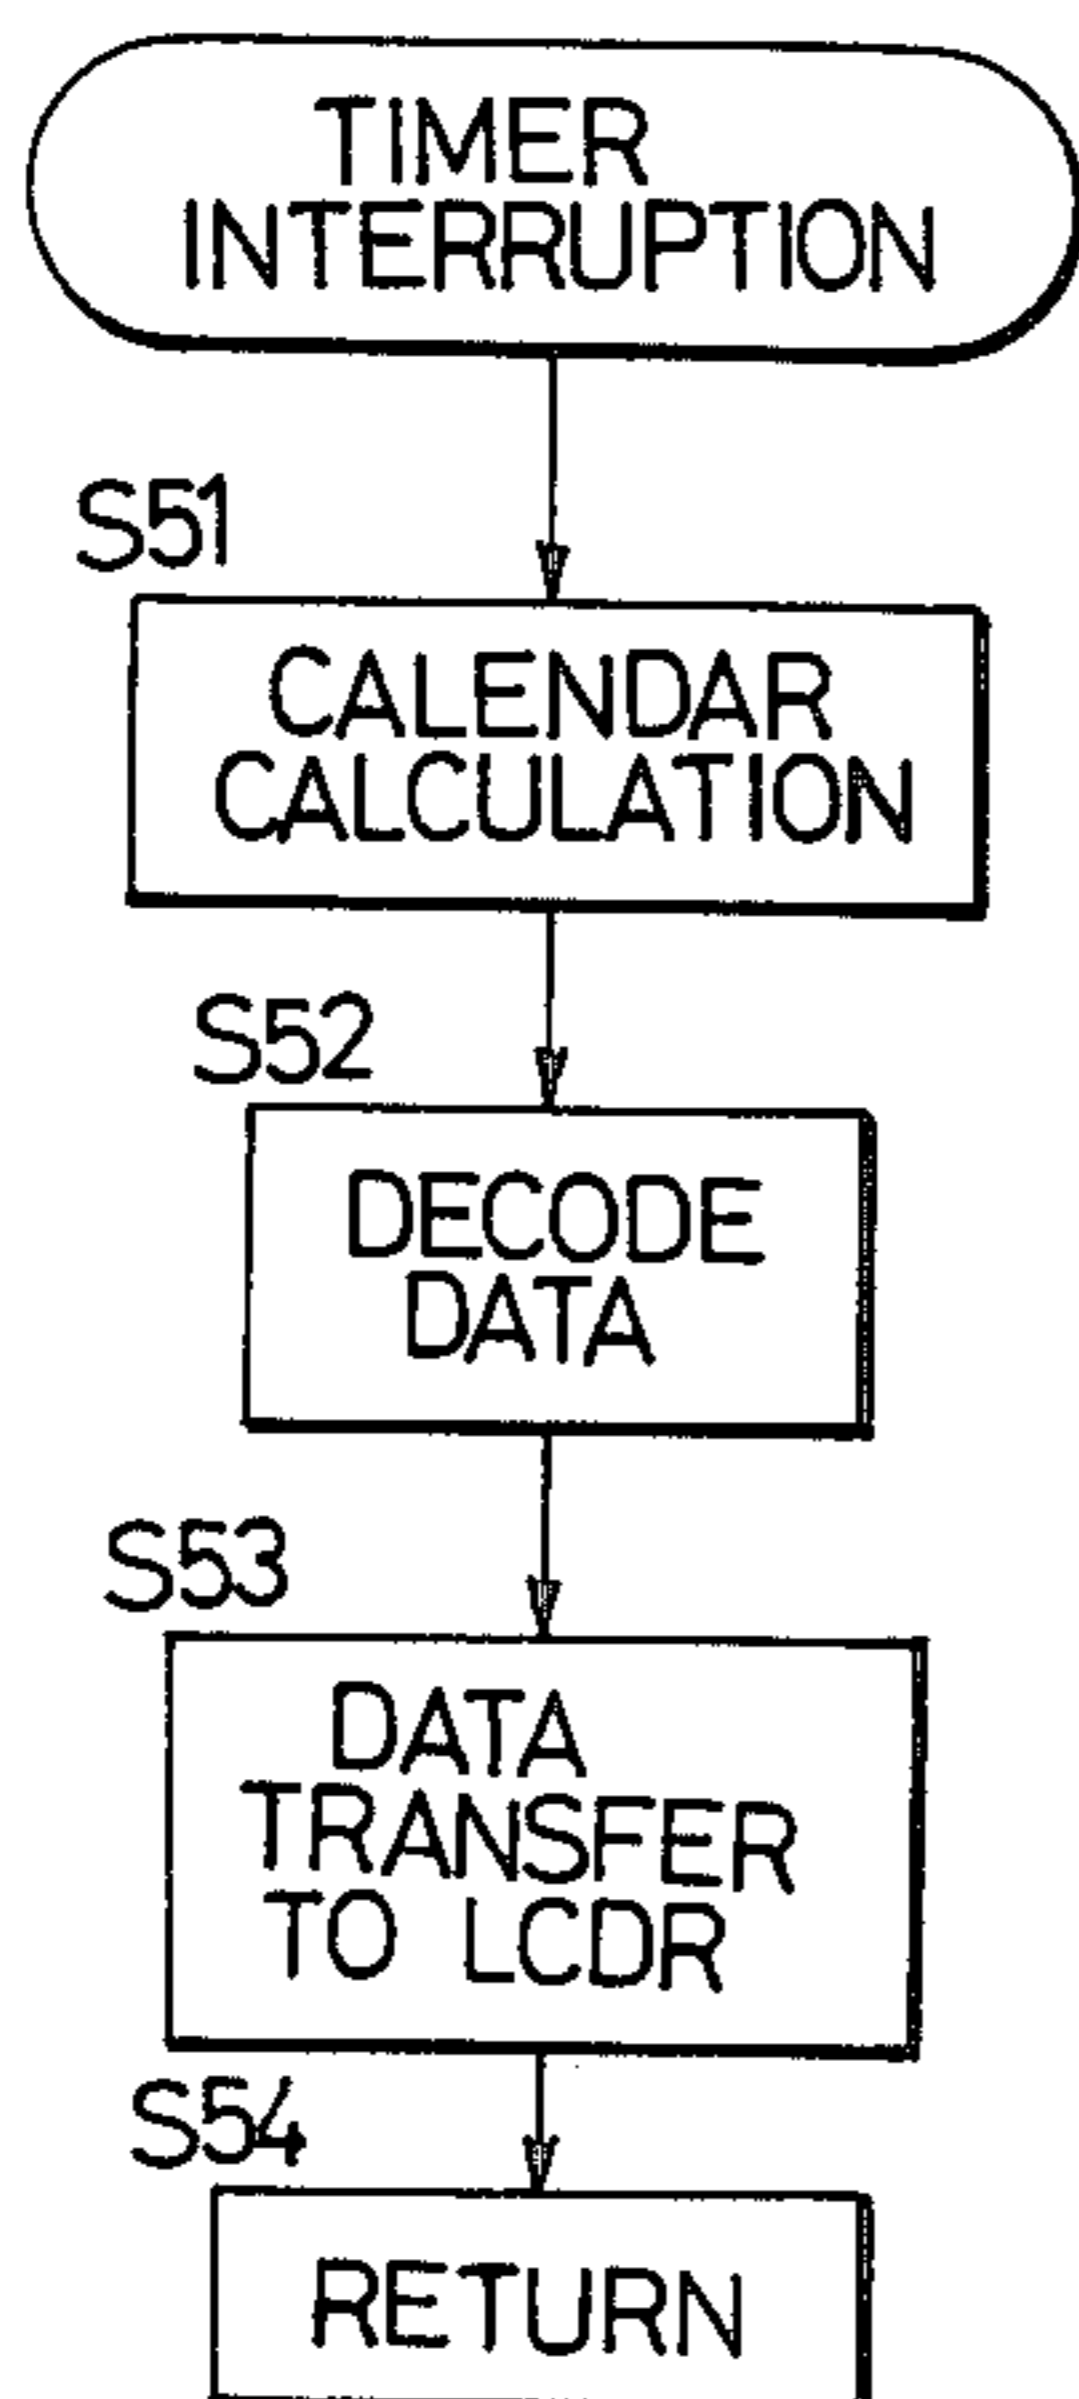 TIMER
INTERRUPTION
S51
CALENDAR
CALCULATION
S52
DECODE
DATA
S53
DATA
TRANSFER
TO LCDR
S54
RETURN